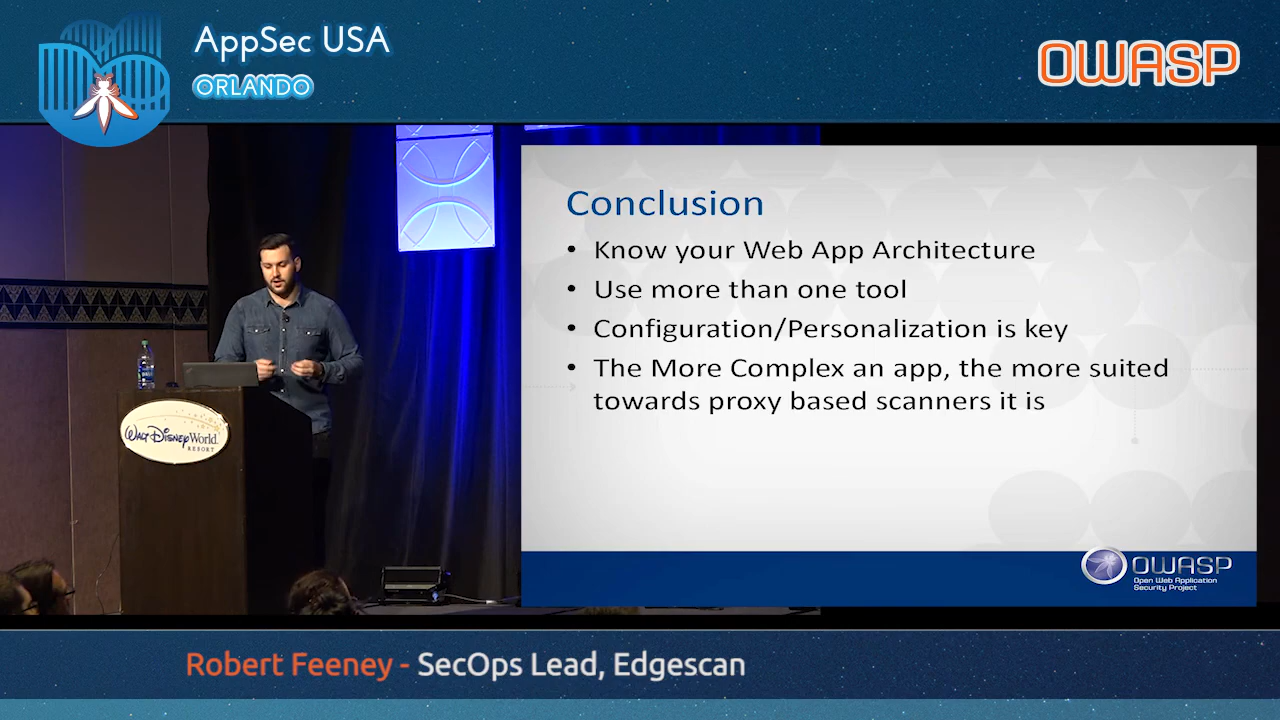 AppSec USA
ORLANDO
OWASP
Conclusion
• Know your Web App Architecture
• Use more than one tool
• Configuration/Personalization is key
• The More Complex an app, the more suited
towards proxy based scanners it is
WALT DISNEY World
RESORT
OWASP
Open Web Application
Security Project
Robert Feeney - SecOps Lead, Edgescan